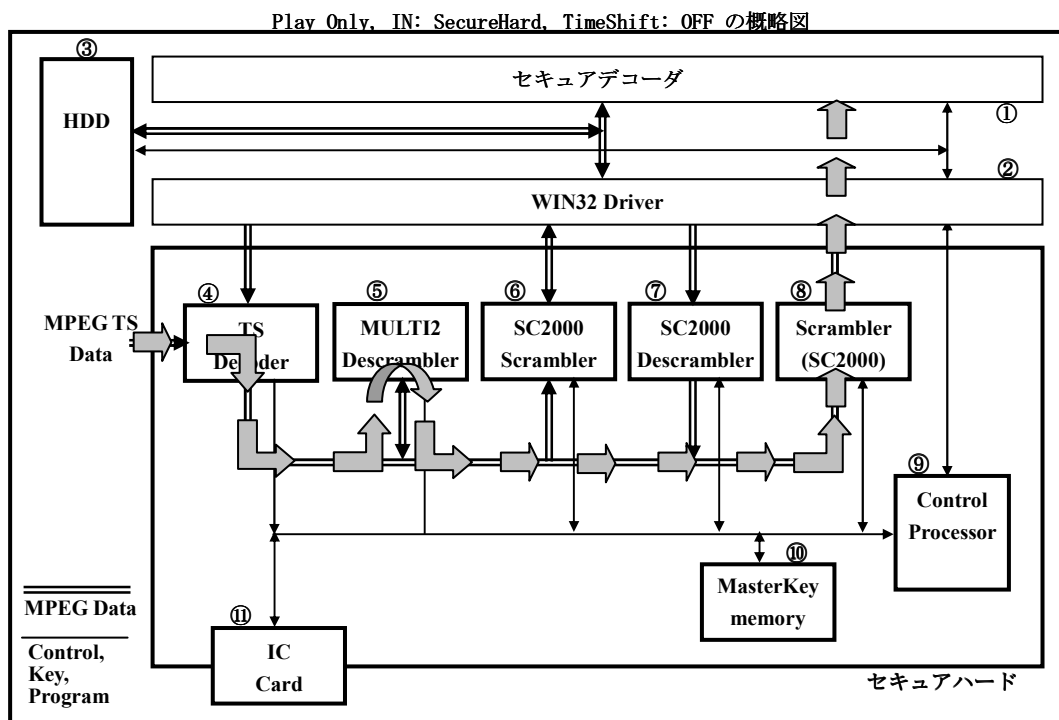 Play Only, IN: SecureHard, TimeShift: OFF の概略図
③
HDD
セキュアデコーダ
①
②
WIN32 Driver
MPEG TS
Data
④
TS
Decoder
⑤
MULTI2
Descrambler
⑥
SC2000
Scrambler
⑦
SC2000
Descrambler
⑧
Scrambler
(SC2000)
⑨
Control
Processor
⑩
MasterKey
memory
⑪
IC
Card
MPEG Data
Control,
Key,
Program
セキュアハード